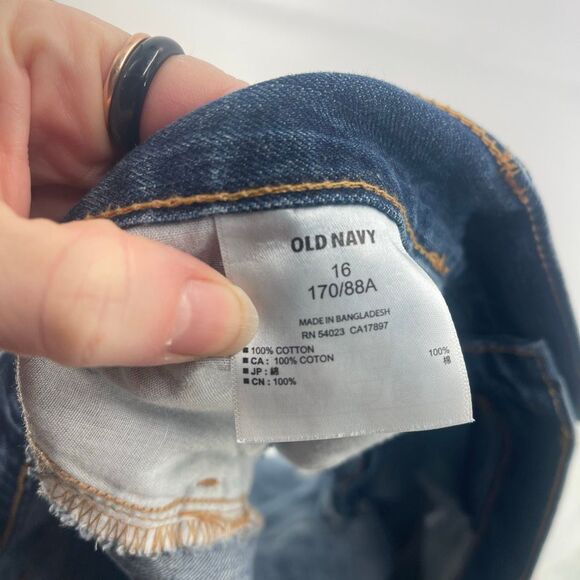 OLD NAVY
16
170/88A
MADE IN BANGLADESH
RN 54023 CA17897
■ 100% COTTON 100%
■ CA : 100% COTON 棉
■ JP : 綿
■ CN : 100%